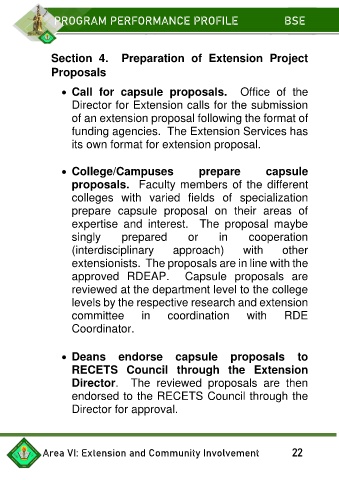 PROGRAM PERFORMANCE PROFILE BSE
Section 4. Preparation of Extension Project
Proposals
• Call for capsule proposals. Office of the
Director for Extension calls for the submission
of an extension proposal following the format of
funding agencies. The Extension Services has
its own format for extension proposal.
• College/Campuses prepare capsule
proposals. Faculty members of the different
colleges with varied fields of specialization
prepare capsule proposal on their areas of
expertise and interest. The proposal maybe
singly prepared or in cooperation
(interdisciplinary approach) with other
extensionists. The proposals are in line with the
approved RDEAP. Capsule proposals are
reviewed at the department level to the college
levels by the respective research and extension
committee in coordination with RDE
Coordinator.
• Deans endorse capsule proposals to
RECETS Council through the Extension
Director. The reviewed proposals are then
endorsed to the RECETS Council through the
Director for approval.
Area VI: Extension and Community Involvement 22